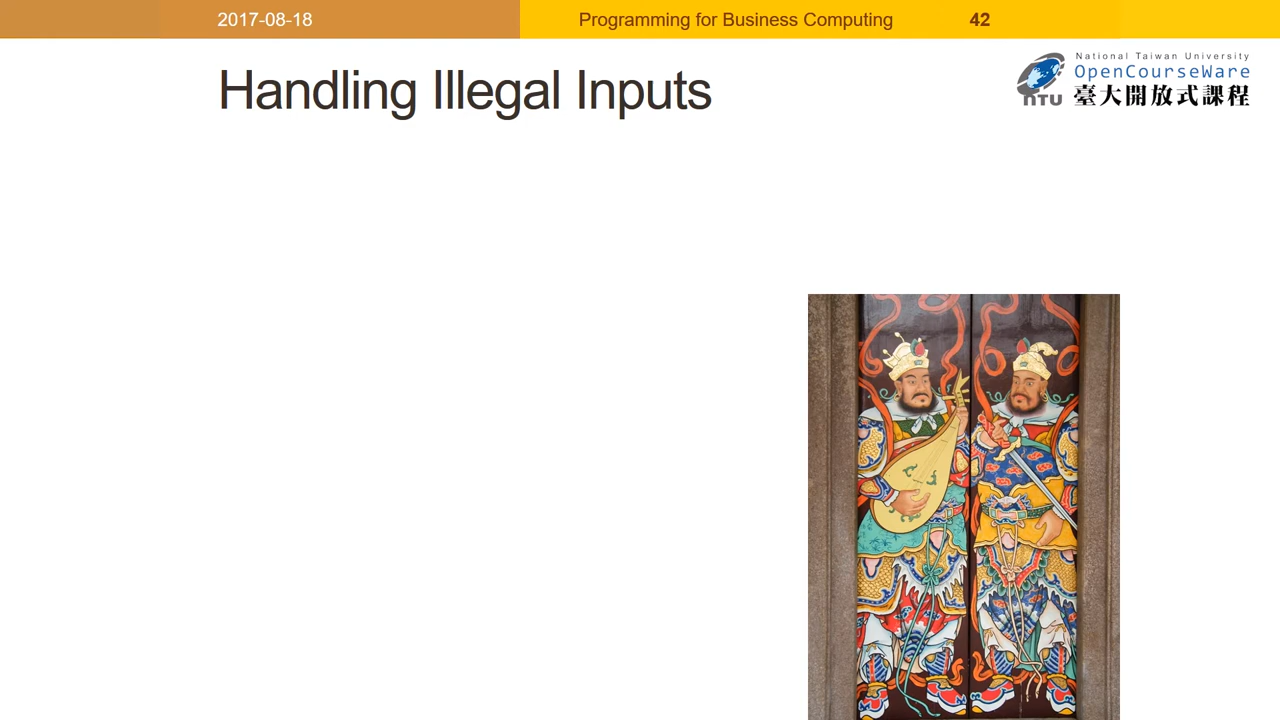 2017-08-18
Programming for Business Computing
42
Handling Illegal Inputs
National Taiwan University
OpenCourseWare
NTU
臺大開放式課程